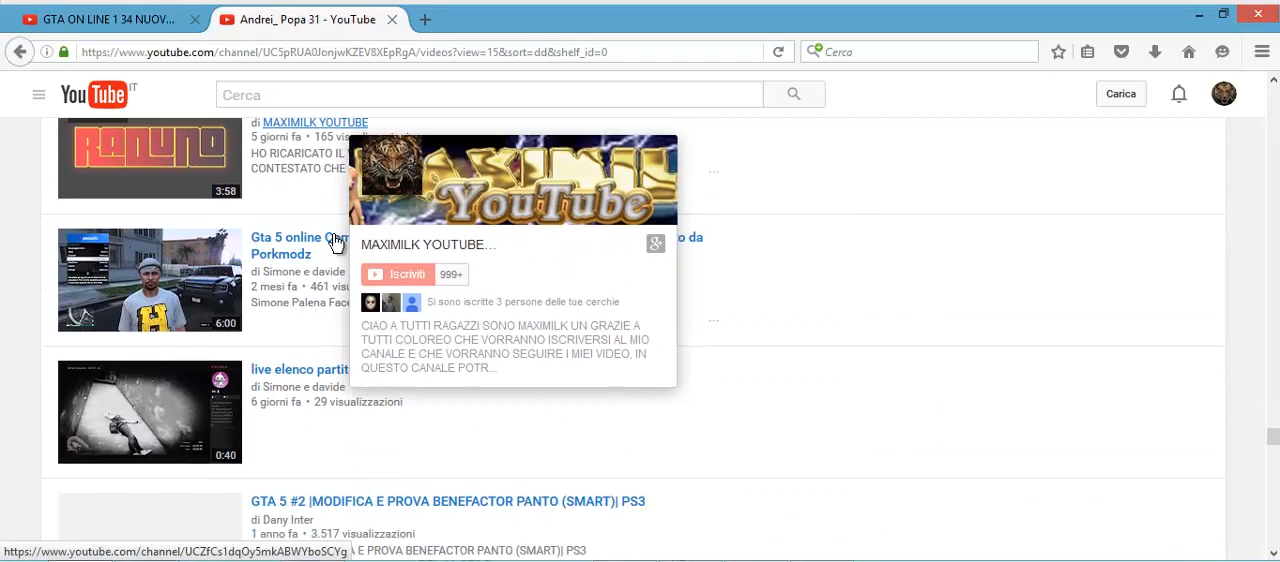 GTA ON LINE 1 34 NUOV...
Andrei_ Popa 31 - YouTube
https://www.youtube.com/channel/UC5pRUA0JonjwKZEV8XEpRgA/videos?view=15&sort=dd&shelf_id=0
Cerca
YouTube IT
Cerca
Carica
di MAXIMILK YOUTUBE
5 giorni fa • 165
HO RICARICATO IL
CONTESTATO CHE
...
RADUNO
3:58
MAXIMIL
YouTube
MAXIMILK YOUTUBE...
Iscriviti 999+
Si sono iscritte 3 persone delle tue cerchie
CIAO A TUTTI RAGAZZI SONO MAXIMILK UN GRAZIE A
TUTTI COLOREO CHE VORRANNO ISCRIVERSI AL MIO
CANALE E CHE VORRANNO SEGUIRE I MIEI VIDEO, IN
QUESTO CANALE POTR...
Gta 5 online da
Porkmodz
di Simone e davide
2 mesi fa • 461
Simone Palena
...
6:00
live elenco
di Simone e davide
6 giorni fa • 29 visualizzazioni
0:40
GTA 5 #2 |MODIFICA E PROVA BENEFACTOR PANTO (SMART)| PS3
di Dany Inter
1 anno fa • 3.517 visualizzazioni
A E PROVA BENEFACTOR PANTO (SMART)| PS3
https://www.youtube.com/channel/UCZfCs1dqOy5mkABWYboSCYg